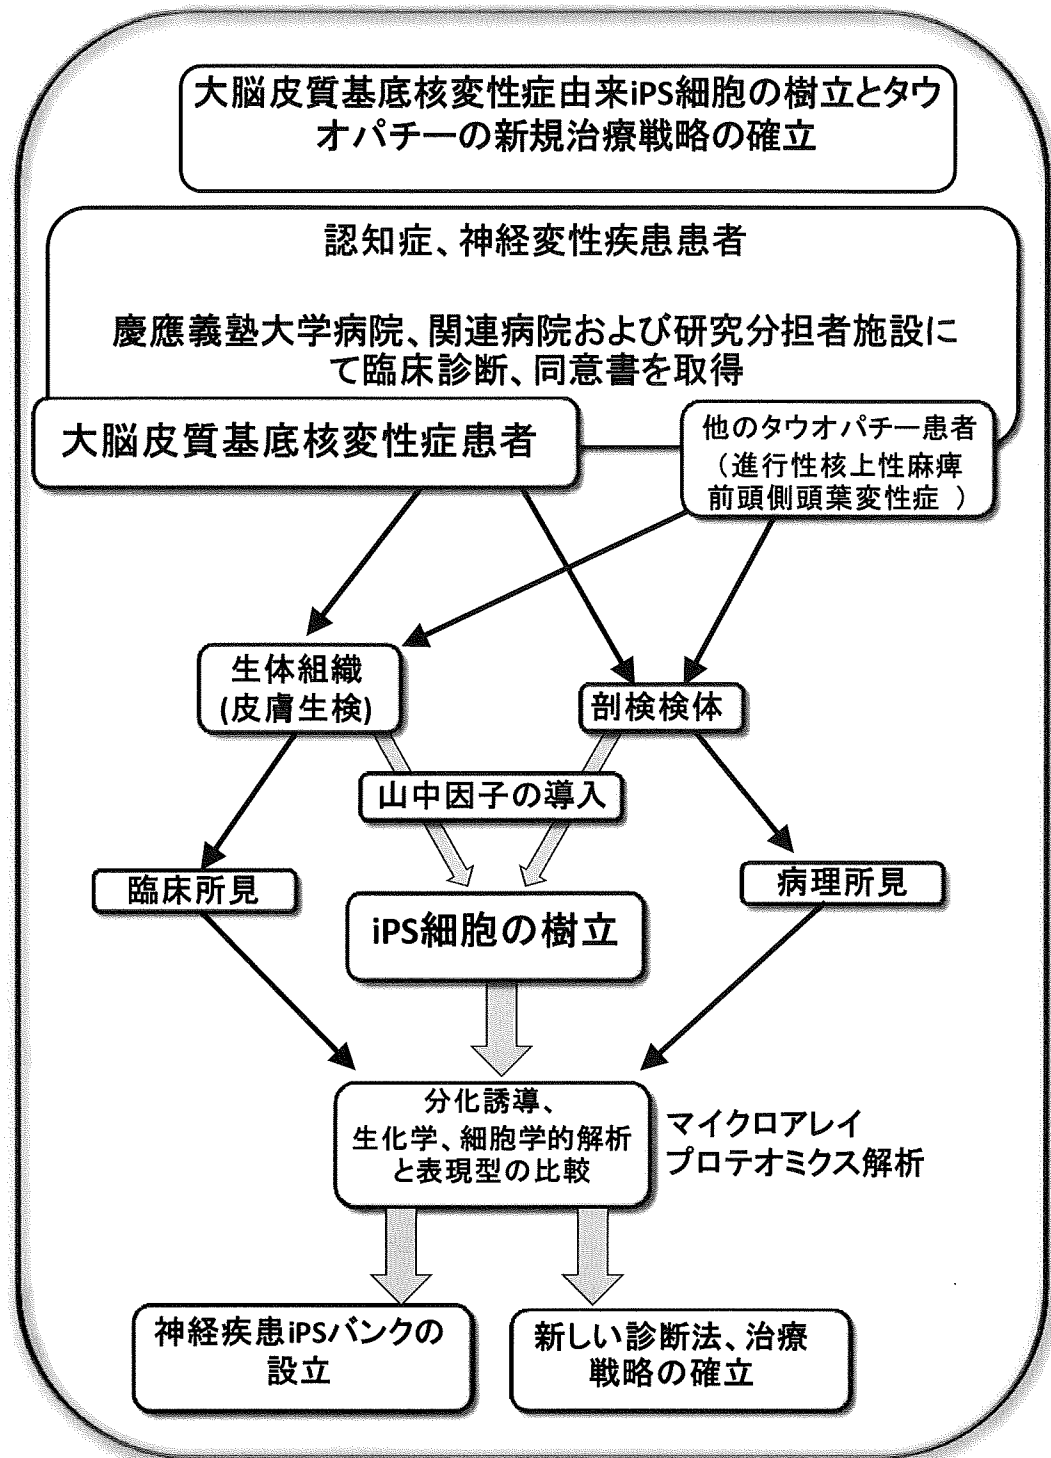 大脳皮質基底核変性症由来iPS細胞の樹立とタウ
オパチーの新規治療戦略の確立
認知症、神経変性疾患患者
慶應義塾大学病院、関連病院および研究分担者施設に
て臨床診断、同意書を取得
大脳皮質基底核変性症患者
他のタウオパチー患者
（進行性核上性麻痺
前頭側頭葉変性症 ）
生体組織
(皮膚生検)
剖検検体
山中因子の導入
臨床所見
病理所見
iPS細胞の樹立
分化誘導、
生化学、細胞学的解析
と表現型の比較
マイクロアレイ
プロテオミクス解析
神経疾患iPSバンクの
設立
新しい診断法、治療
戦略の確立